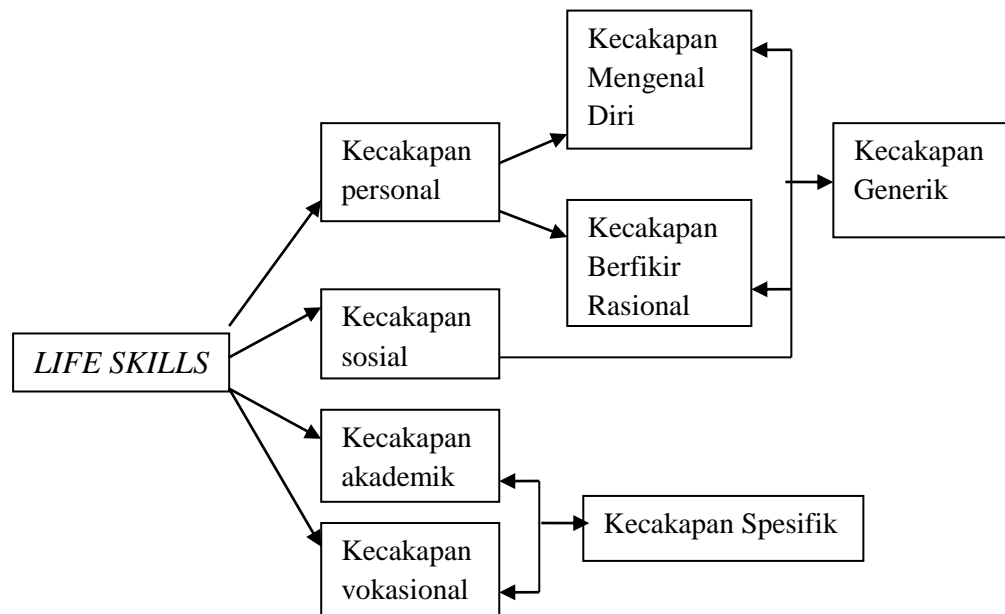 Kecakapan
Mengenal
Diri
Kecakapan
personal
Kecakapan
Generik
Kecakapan
Berfikir
Rasional
Kecakapan
sosial
LIFE SKILLS
Kecakapan
akademik
Kecakapan Spesifik
Kecakapan
vokasional